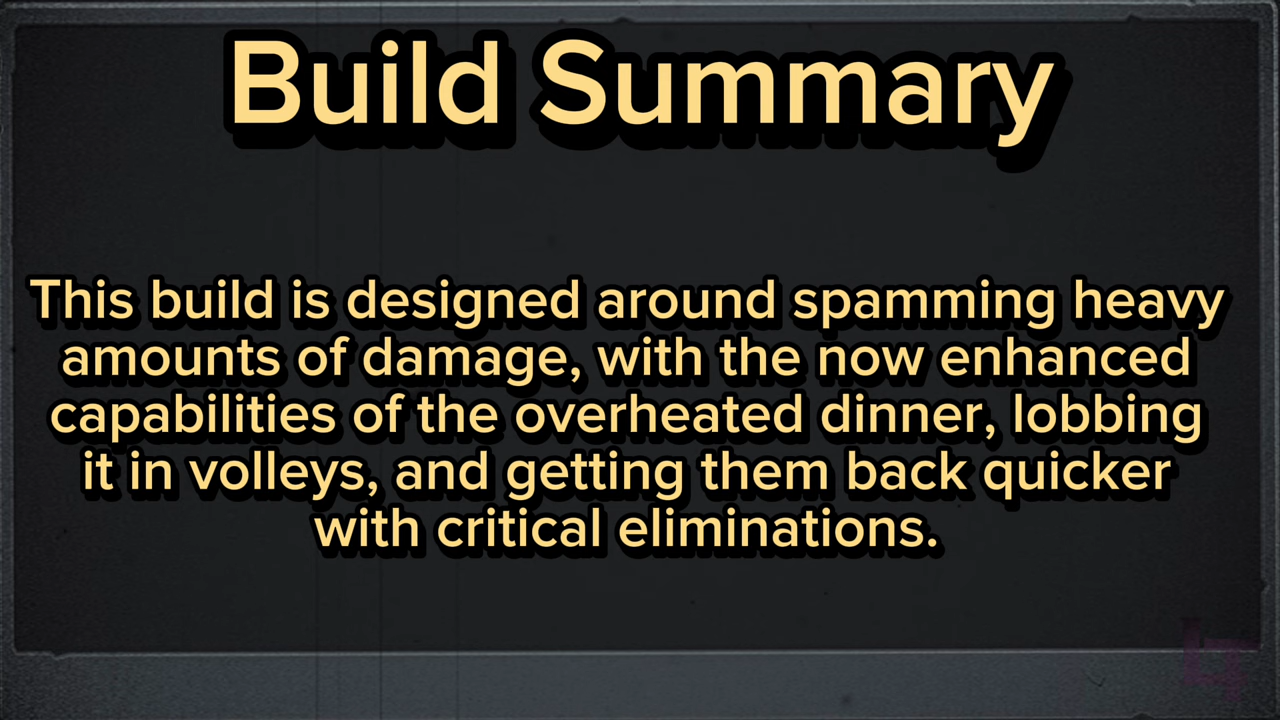 Build Summary
This build is designed around spamming heavy
amounts of damage, with the now enhanced
capabilities of the overheated dinner, lobbing
it in volleys, and getting them back quicker
with critical eliminations.